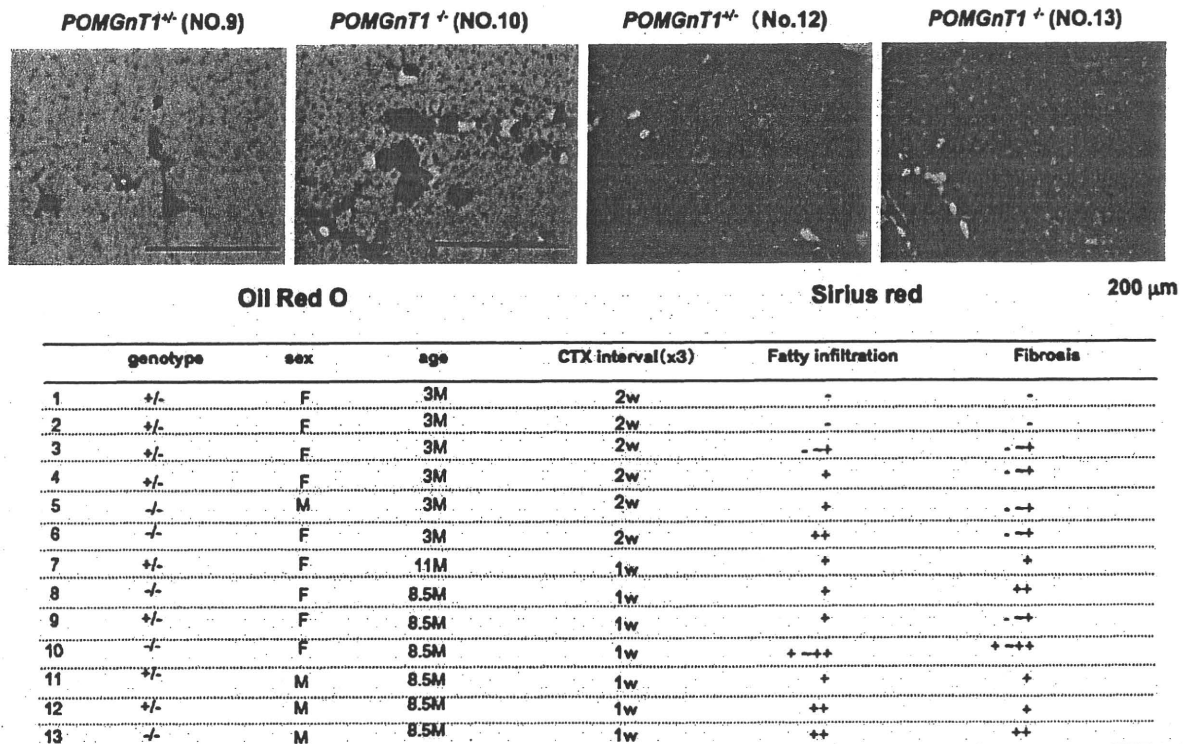 POMGnT1+/- (NO.9) POMGnT1 -/- (NO.10) POMGnT1+/- (No.12) POMGnT1 -/- (NO.13)
Oil Red O Sirius red 200 μm
genotype sex age CTX interval(x3) Fatty infiltration Fibrosis
1 +/- F 3M 2w - -
2 +/- F 3M 2w - -
3 +/- F 3M 2w - ~+ - ~+
4 +/- F 3M 2w + - ~+
5 -/- M 3M 2w + - ~+
6 -/- F 3M 2w ++ - ~+
7 +/- F 11M 1w + +
8 -/- F 8.5M 1w + ++
9 +/- F 8.5M 1w + - ~+
10 -/- F 8.5M 1w + ~++ + ~++
11 +/- M 8.5M 1w + +
12 +/- M 8.5M 1w ++ +
13 -/- M 8.5M 1w ++ ++